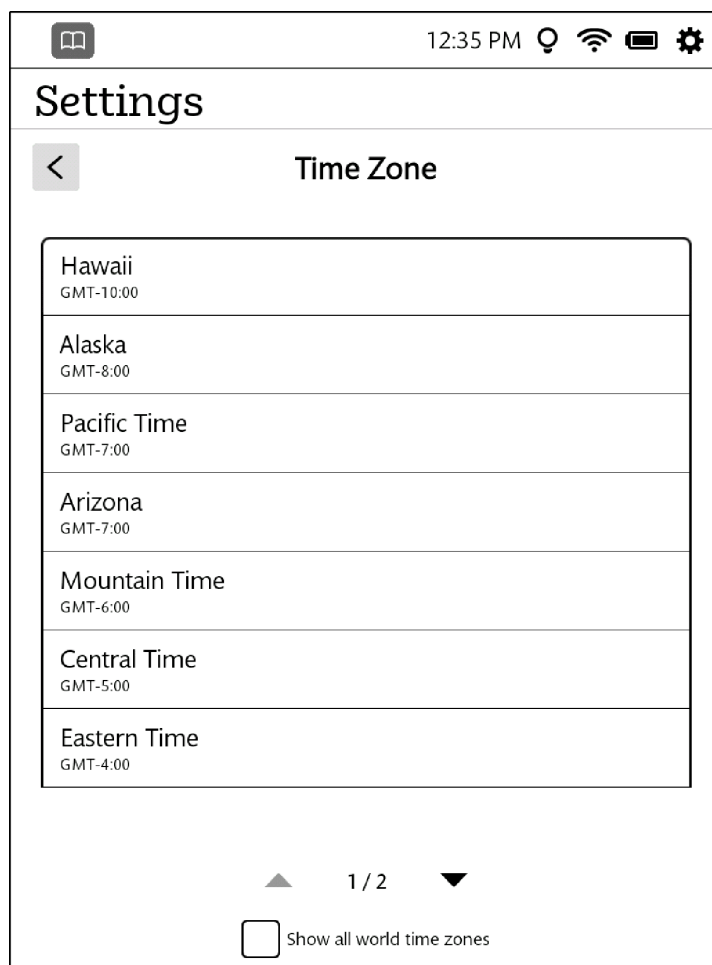 12:35 PM
Settings
Time Zone
Hawaii
GMT-10:00
Alaska
GMT-8:00
Pacific Time
GMT-7:00
Arizona
GMT-7:00
Mountain Time
GMT-6:00
Central Time
GMT-5:00
Eastern Time
GMT-4:00
1 / 2
Show all world time zones